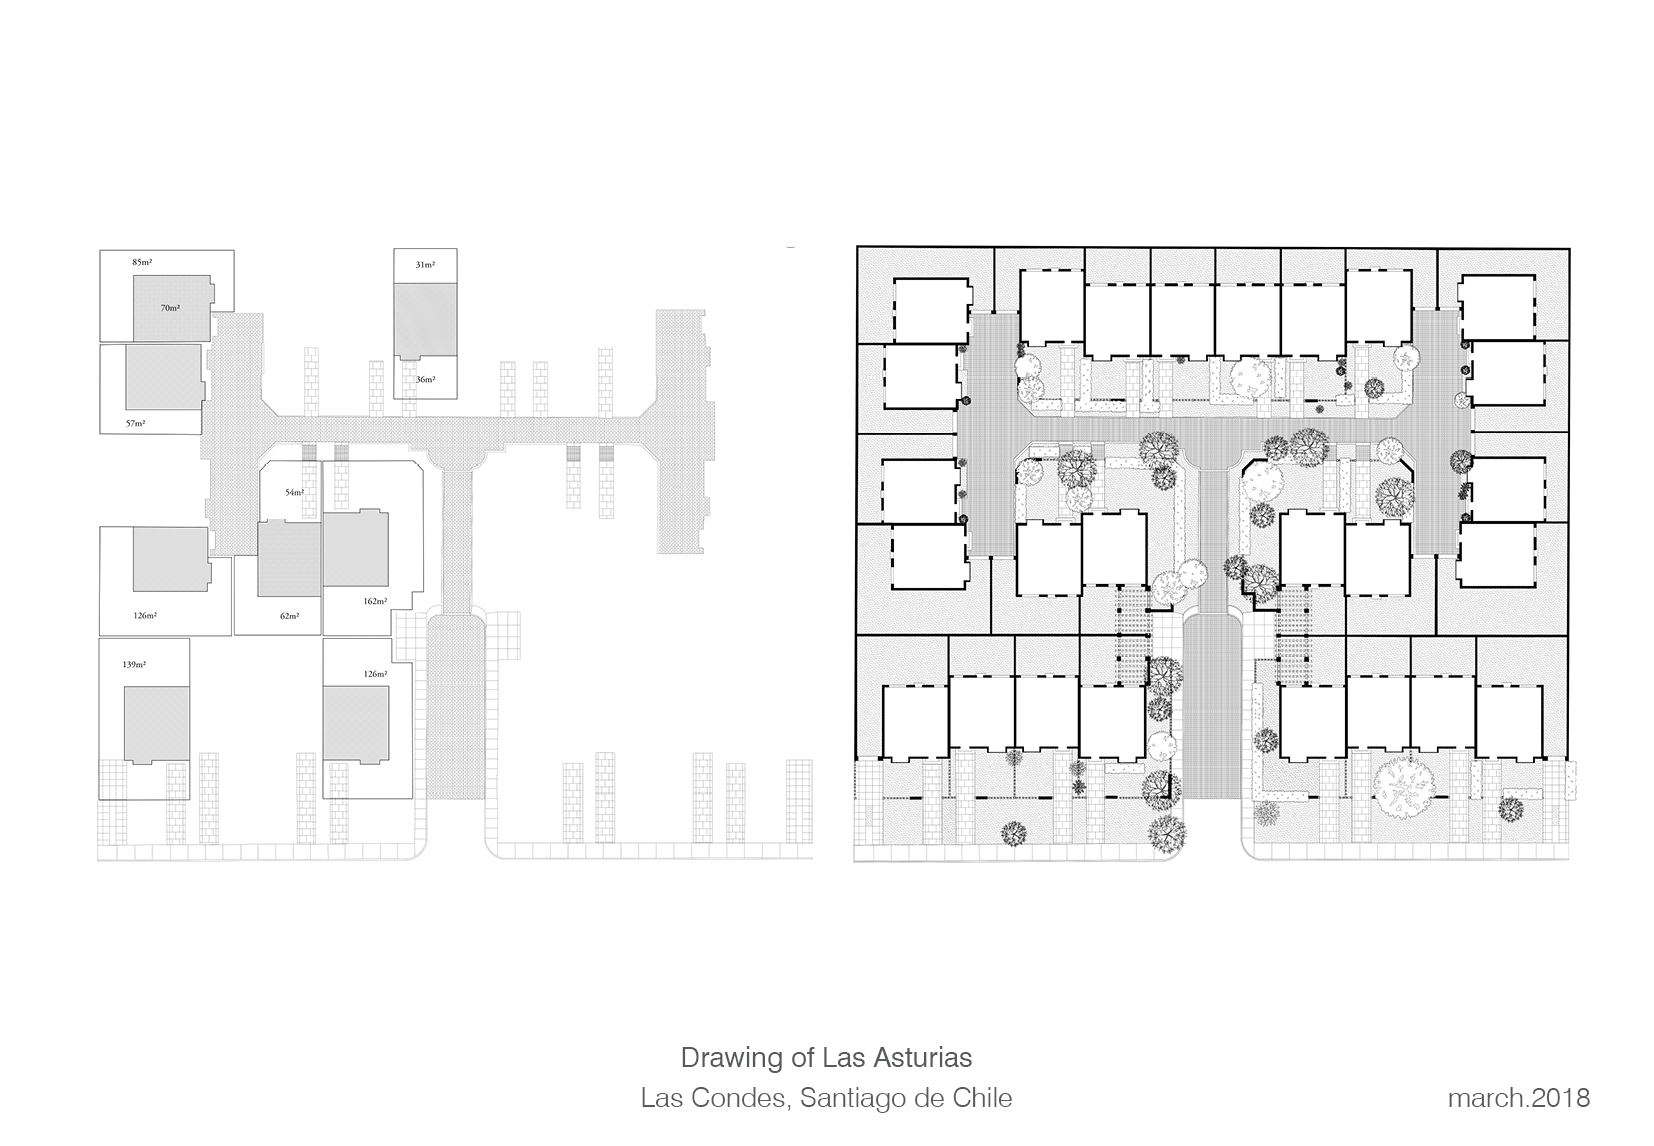 85m²
31m²
70m²
36m²
57m²
54m²
126m²
62m²
162m²
139m²
126m²
Drawing of Las Asturias
Las Condes, Santiago de Chile
march.2018